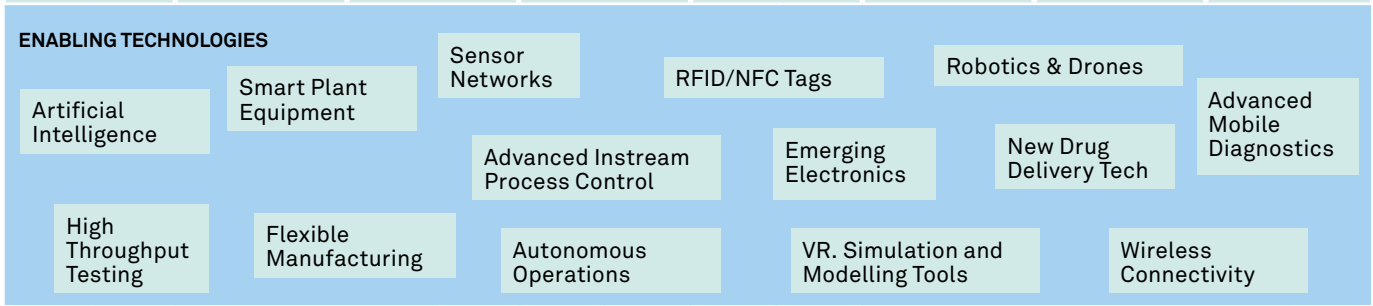 ENABLING TECHNOLOGIES
Artificial
Intelligence
Smart Plant
Equipment
Sensor
Networks
RFID/NFC Tags
Robotics & Drones
Advanced
Mobile
Diagnostics
Advanced Instream
Process Control
Emerging
Electronics
New Drug
Delivery Tech
High
Throughput
Testing
Flexible
Manufacturing
Autonomous
Operations
VR. Simulation and
Modelling Tools
Wireless
Connectivity